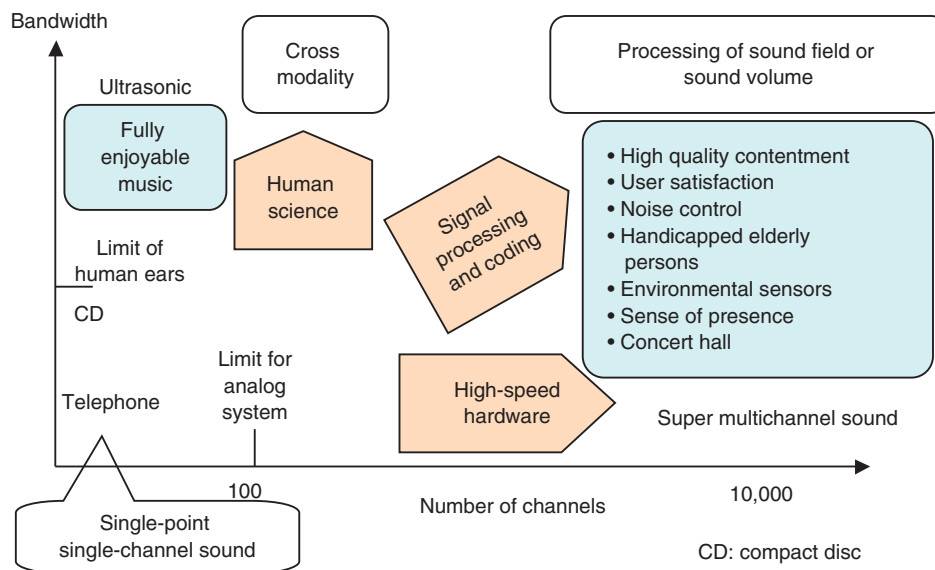 Bandwidth
Cross
modality
Processing of sound field or
sound volume
Ultrasonic
Fully
enjoyable
music
Human
science
Signal
processing
and coding
• High quality contentment
• User satisfaction
• Noise control
• Handicapped elderly
persons
• Environmental sensors
• Sense of presence
• Concert hall
Limit of
human ears
CD
Telephone
Limit for
analog
system
High-speed
hardware
Super multichannel sound
100
Number of channels
10,000
Single-point
single-channel sound
CD: compact disc